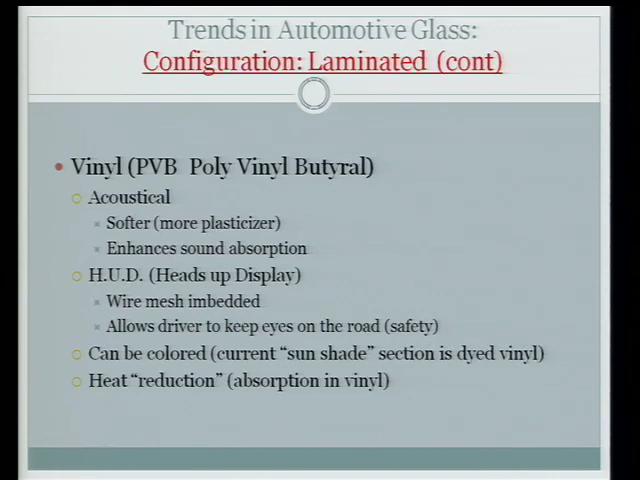 Trends in Automotive Glass:
Configuration: Laminated (cont)
Vinyl (PVB Poly Vinyl Butyral)
Acoustical
Softer (more plasticizer)
Enhances sound absorption
H.U.D. (Heads up Display)
Wire mesh imbedded
Allows driver to keep eyes on the road (safety)
Can be colored (current “sun shade” section is dyed vinyl)
Heat “reduction” (absorption in vinyl)